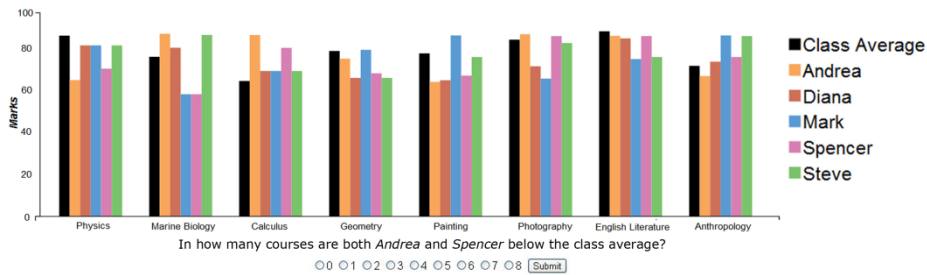 100
80
60
40
20
0
Marks
Physics Marine Biology Calculus Geometry Painting Photography English Literature Anthropology
Class Average
Andrea
Diana
Mark
Spencer
Steve
In how many courses are both Andrea and Spencer below the class average?
0 1 2 3 4 5 6 7 8 Submit